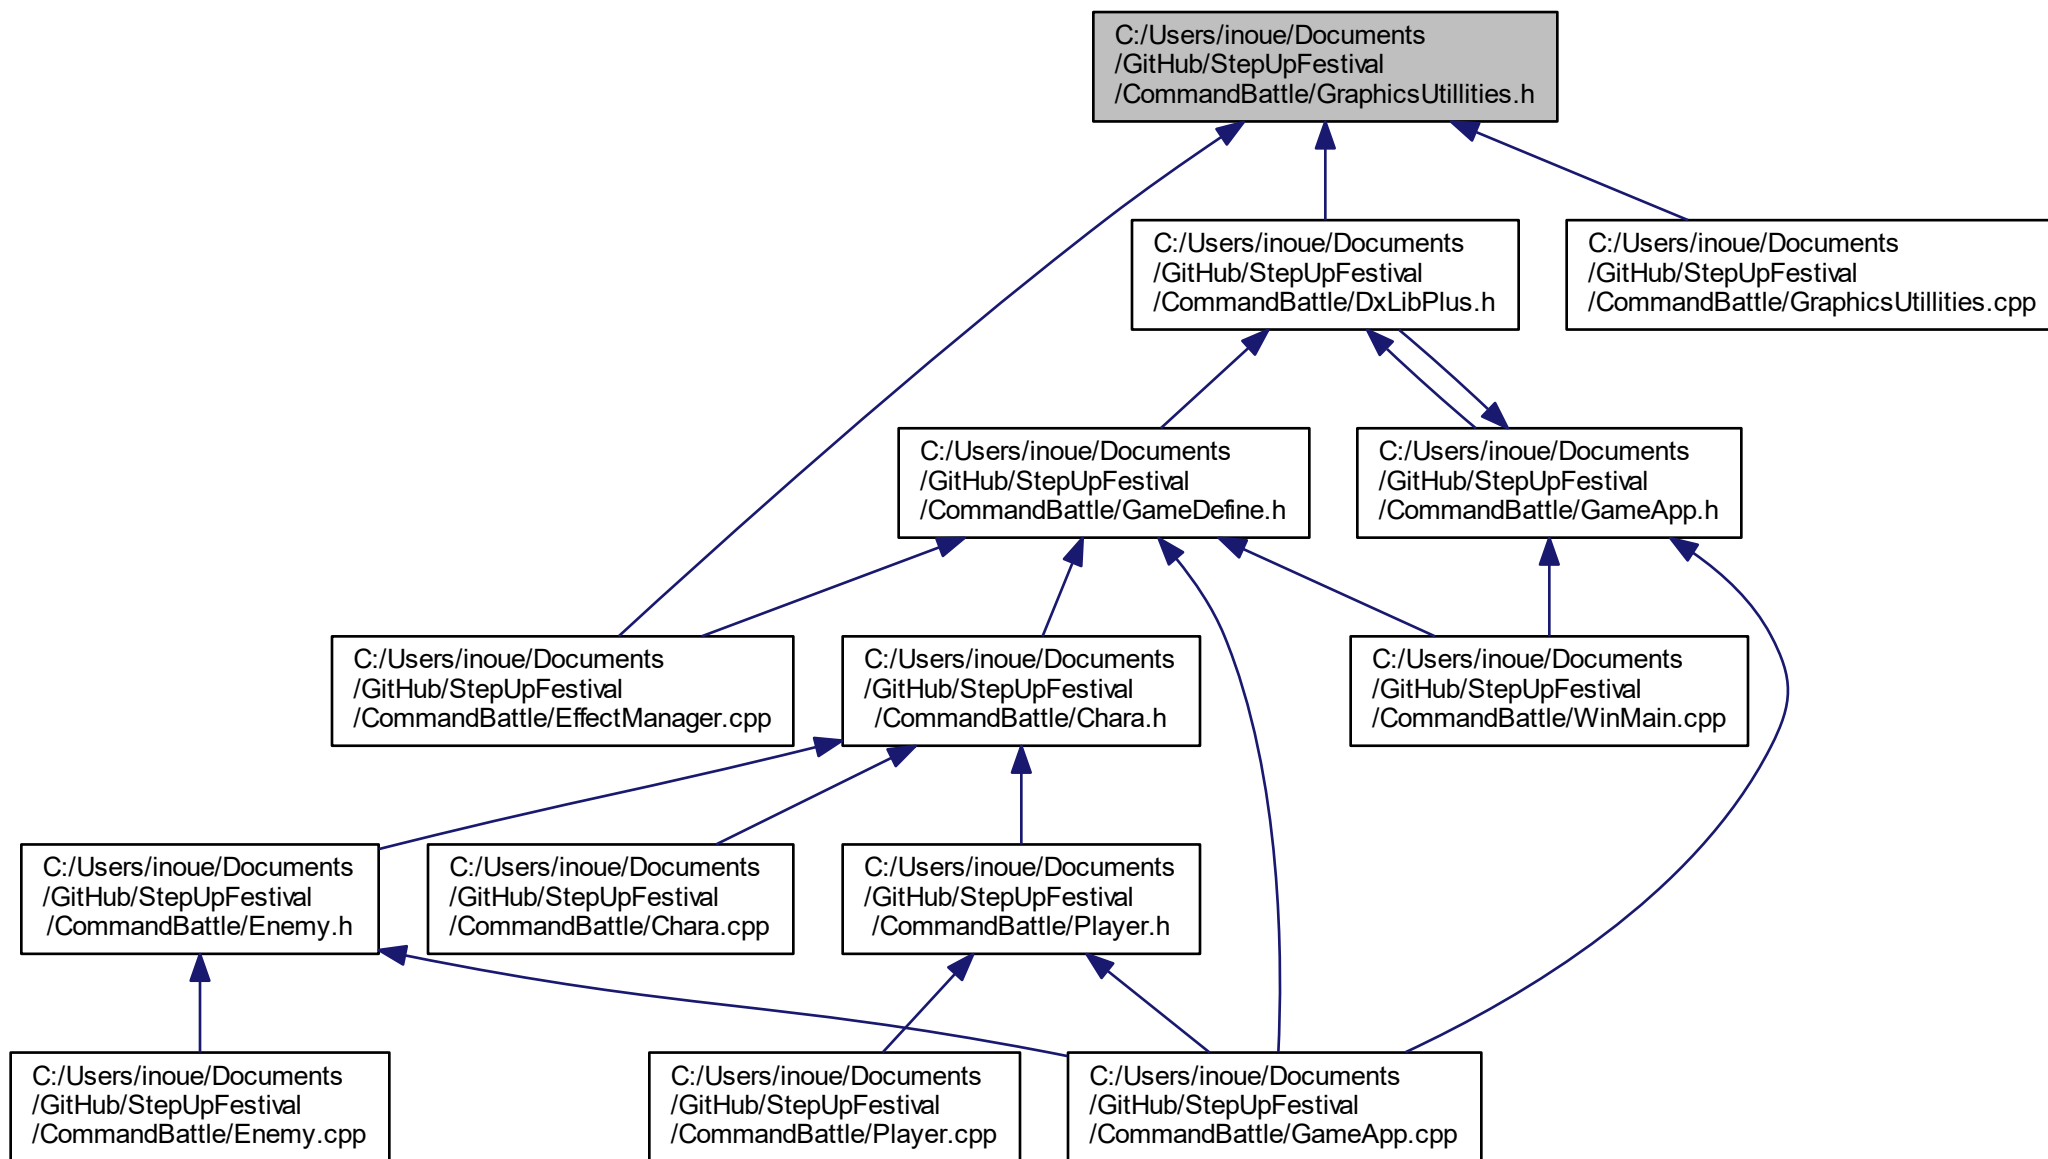 C:/Users/inoue/Documents
/GitHub/StepUpFestival
/CommandBattle/GraphicsUtillities.h
C:/Users/inoue/Documents
/GitHub/StepUpFestival
/CommandBattle/DxLibPlus.h
C:/Users/inoue/Documents
/GitHub/StepUpFestival
/CommandBattle/GraphicsUtillities.cpp
C:/Users/inoue/Documents
/GitHub/StepUpFestival
/CommandBattle/GameDefine.h
C:/Users/inoue/Documents
/GitHub/StepUpFestival
/CommandBattle/GameApp.h
C:/Users/inoue/Documents
/GitHub/StepUpFestival
/CommandBattle/EffectManager.cpp
C:/Users/inoue/Documents
/GitHub/StepUpFestival
/CommandBattle/Chara.h
C:/Users/inoue/Documents
/GitHub/StepUpFestival
/CommandBattle/WinMain.cpp
C:/Users/inoue/Documents
/GitHub/StepUpFestival
/CommandBattle/Enemy.h
C:/Users/inoue/Documents
/GitHub/StepUpFestival
/CommandBattle/Chara.cpp
C:/Users/inoue/Documents
/GitHub/StepUpFestival
/CommandBattle/Player.h
C:/Users/inoue/Documents
/GitHub/StepUpFestival
/CommandBattle/Enemy.cpp
C:/Users/inoue/Documents
/GitHub/StepUpFestival
/CommandBattle/Player.cpp
C:/Users/inoue/Documents
/GitHub/StepUpFestival
/CommandBattle/GameApp.cpp